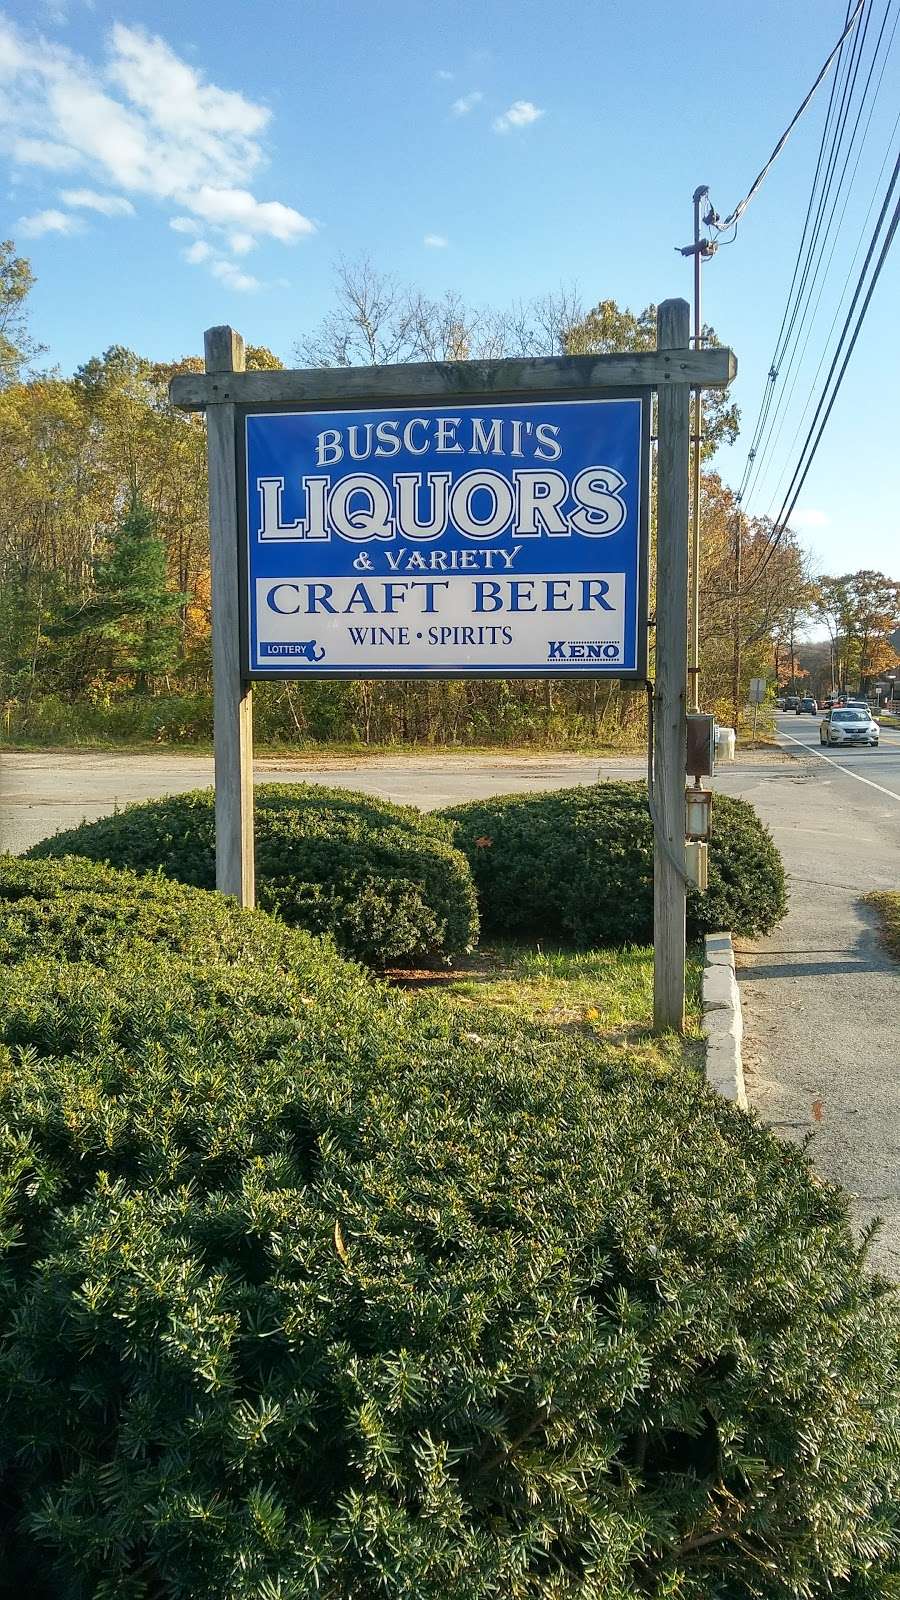 BUSCEMI'S
LIQUORS
& VARIETY
CRAFT BEER
WINE • SPIRITS
LOTTERY
KENO